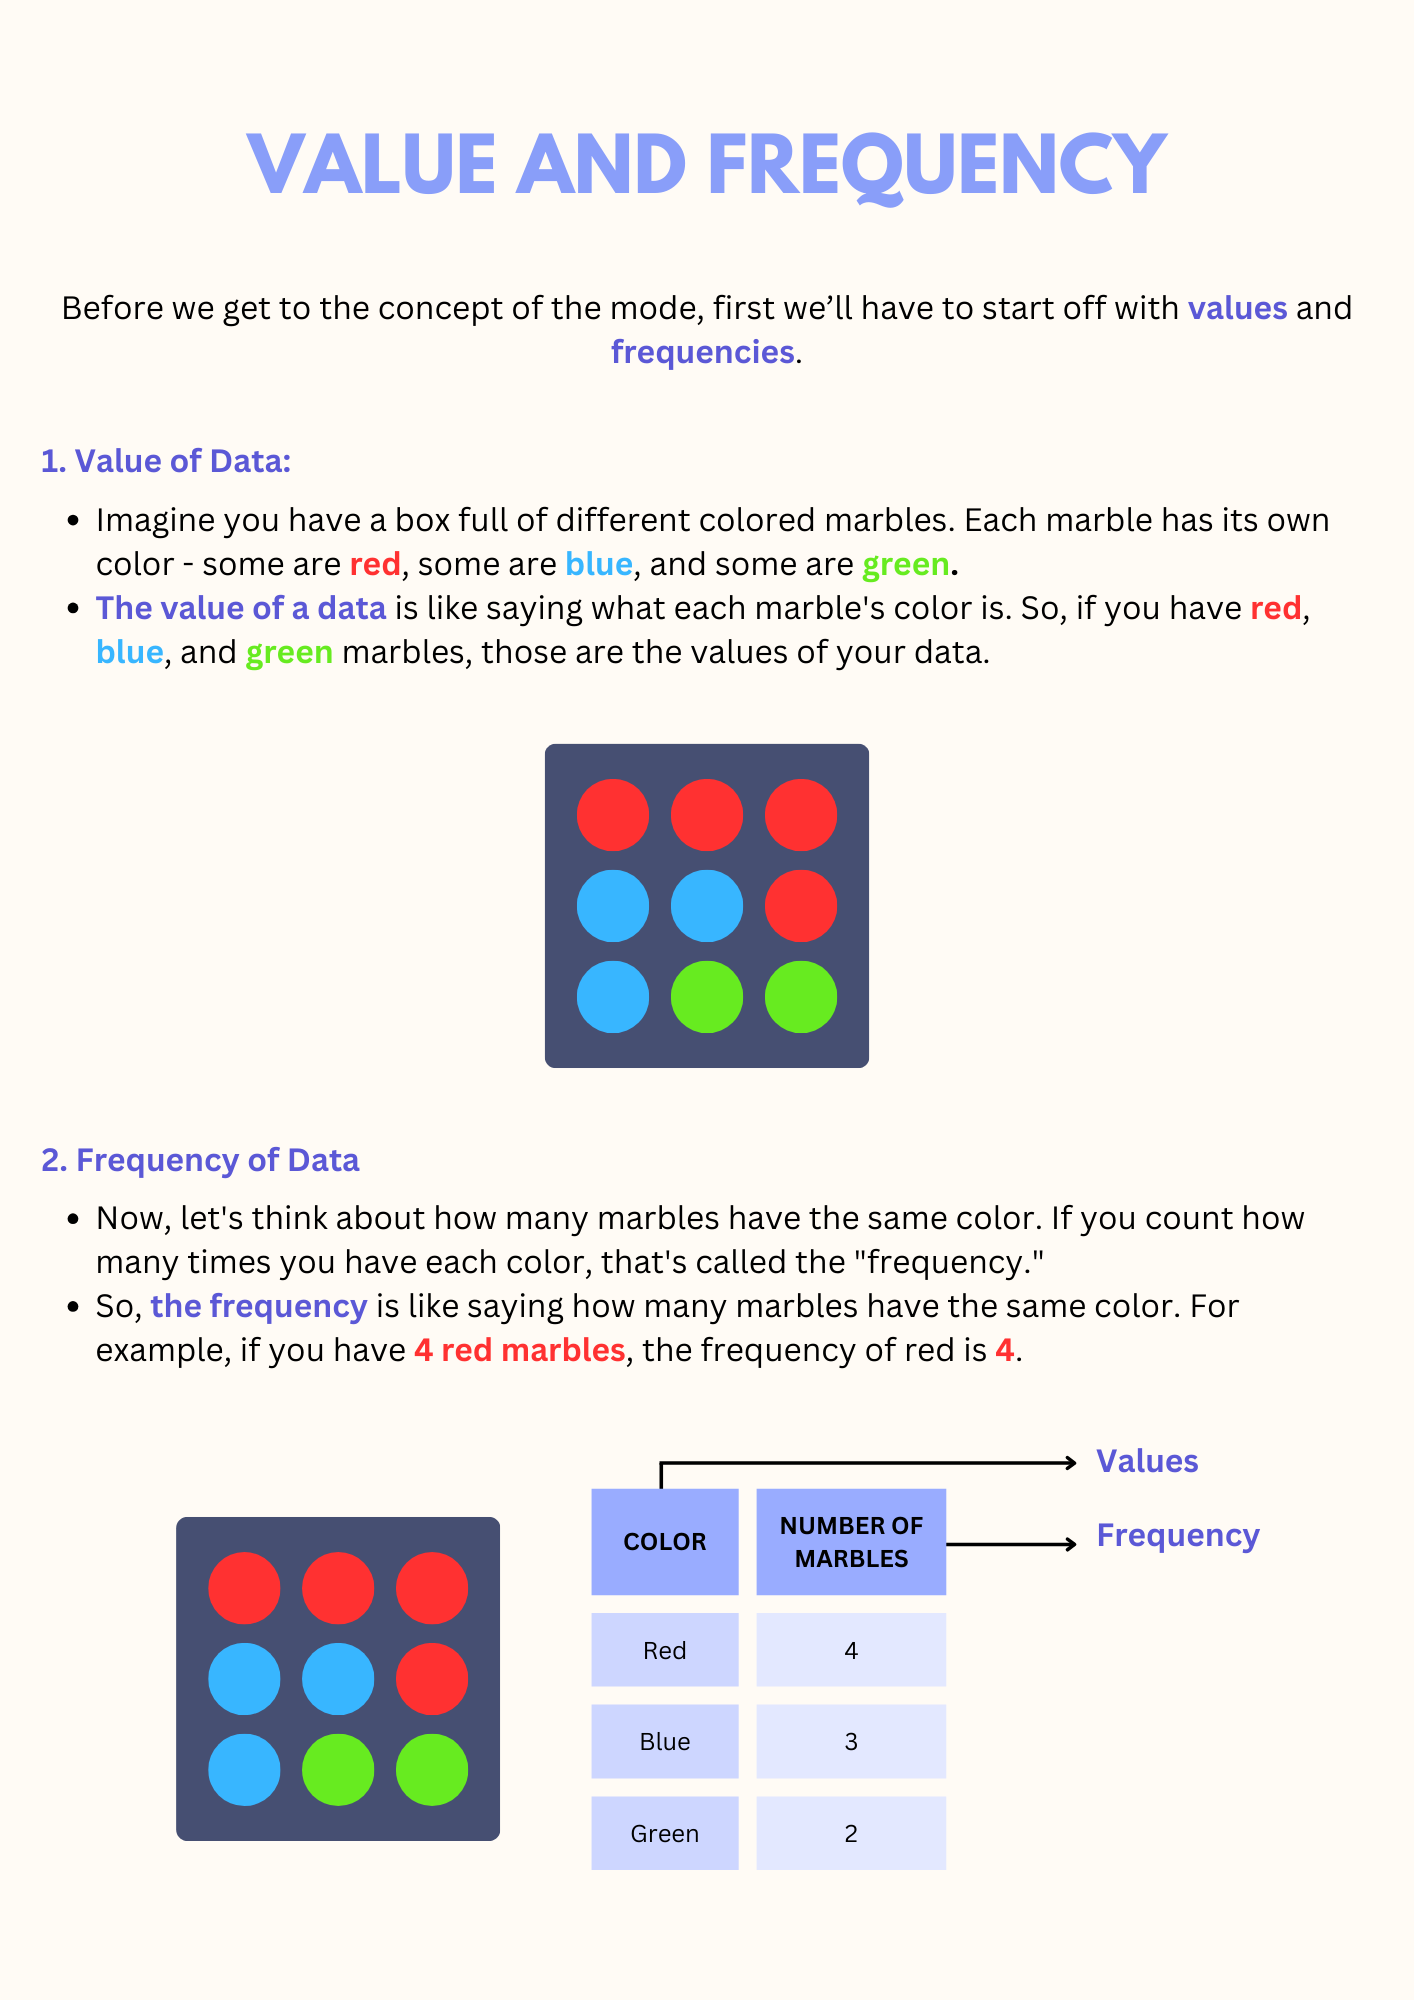 VALUE AND FREQUENCY
Before we get to the concept of the mode, first we’ll have to start off with values and
frequencies.
1. Value of Data:
• Imagine you have a box full of different colored marbles. Each marble has its own
color - some are red, some are blue, and some are green.
• The value of a data is like saying what each marble's color is. So, if you have red,
blue, and green marbles, those are the values of your data.
2. Frequency of Data
• Now, let's think about how many marbles have the same color. If you count how
many times you have each color, that's called the "frequency."
• So, the frequency is like saying how many marbles have the same color. For
example, if you have 4 red marbles, the frequency of red is 4.
Values
Frequency
COLOR
NUMBER OF
MARBLES
Red 4
Blue 3
Green 2